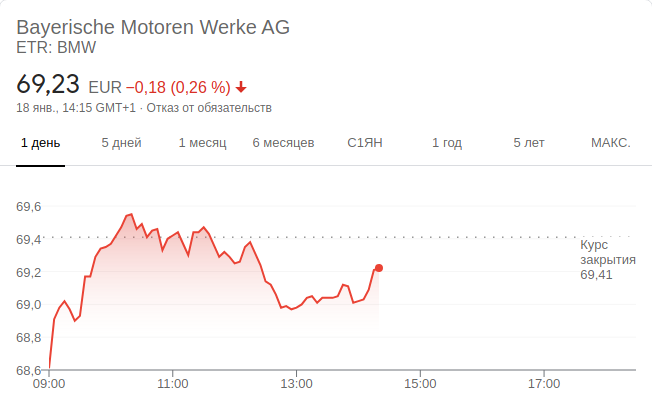 Bayerische Motoren Werke AG
ETR: BMW
69,23 EUR −0,18 (0,26 %)
18 янв., 14:15 GMT+1 · Отказ от обязательств
1 день 5 дней 1 месяц 6 месяцев С1ЯН 1 год 5 лет МАКС.
69,6
69,4
Курс
закрытия
69,2
69,41
69,0
68,8
68,6
09:00 11:00 13:00 15:00 17:00